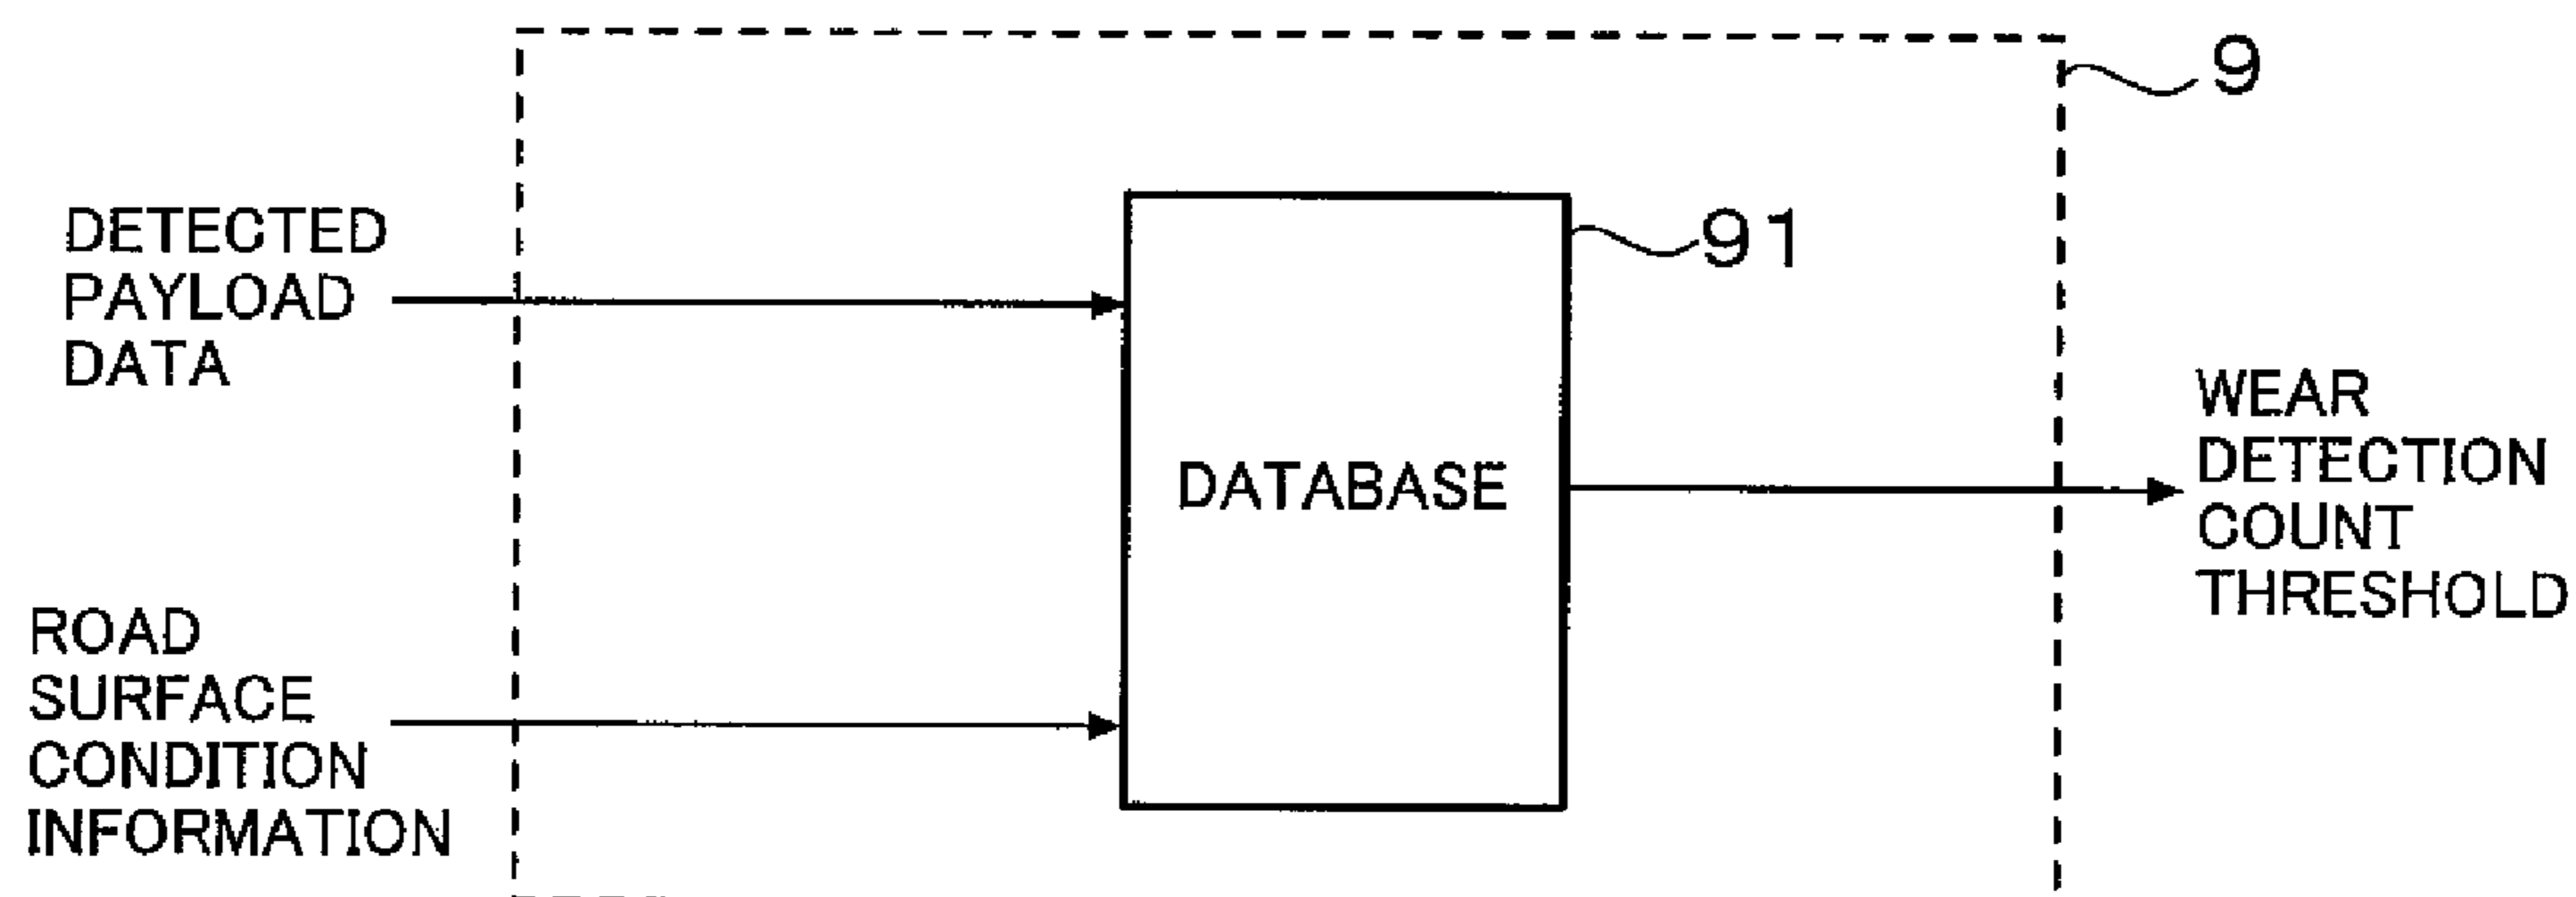 9
DETECTED
PAYLOAD
DATA
91
DATABASE
WEAR
DETECTION
COUNT
THRESHOLD
ROAD
SURFACE
CONDITION
INFORMATION